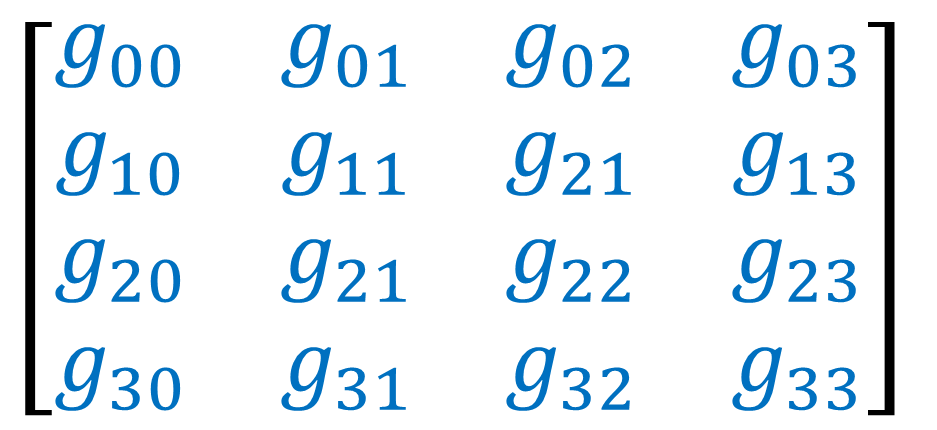 g₀₀ g₀₁ g₀₂ g₀₃
g₁₀ g₁₁ g₂₁ g₁₃
g₂₀ g₂₁ g₂₂ g₂₃
g₃₀ g₃₁ g₃₂ g₃₃